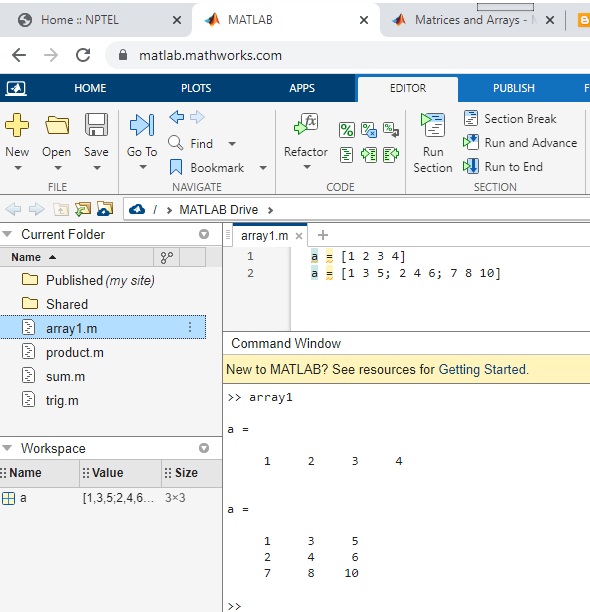 Home :: NPTEL
MATLAB
Matrices and Arrays -
matlab.mathworks.com
HOME PLOTS APPS EDITOR PUBLISH F
New Open Save
FILE
Go To
Find
Bookmark
NAVIGATE
Refactor
CODE
Run
Section
Section Break
Run and Advance
Run to End
SECTION
/ > MATLAB Drive >
Current Folder
Name
Published (my site)
Shared
array1.m
product.m
sum.m
trig.m
Workspace
Name Value Size
a [1,3,5;2,4,6... 3×3
array1.m × +
1 a = [1 2 3 4]
2 a = [1 3 5; 2 4 6; 7 8 10]
Command Window
New to MATLAB? See resources for Getting Started.
>> array1
a =
1 2 3 4
a =
1 3 5
2 4 6
7 8 10
>>